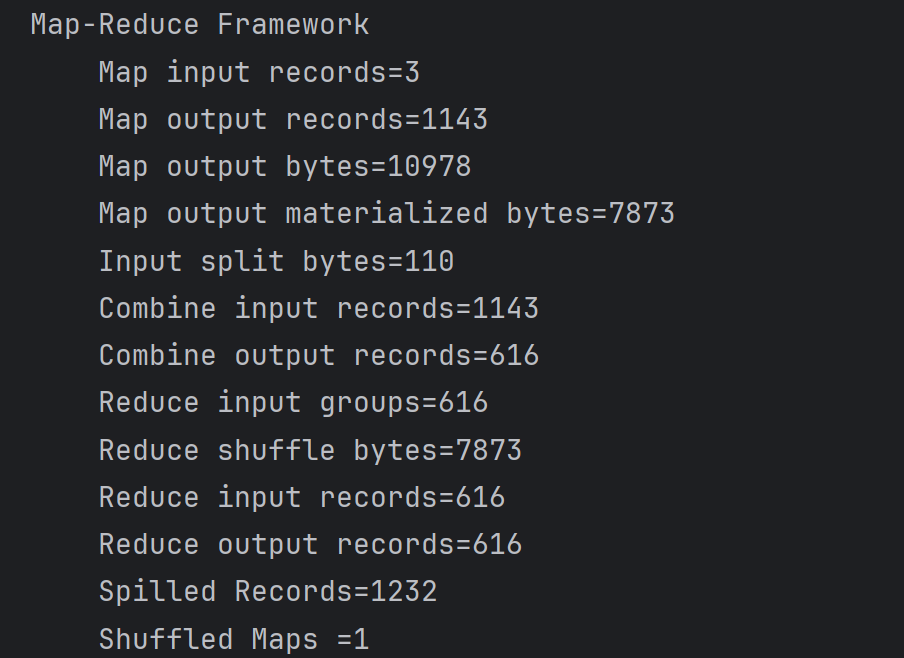 Map-Reduce Framework
Map input records=3
Map output records=1143
Map output bytes=10978
Map output materialized bytes=7873
Input split bytes=110
Combine input records=1143
Combine output records=616
Reduce input groups=616
Reduce shuffle bytes=7873
Reduce input records=616
Reduce output records=616
Spilled Records=1232
Shuffled Maps =1